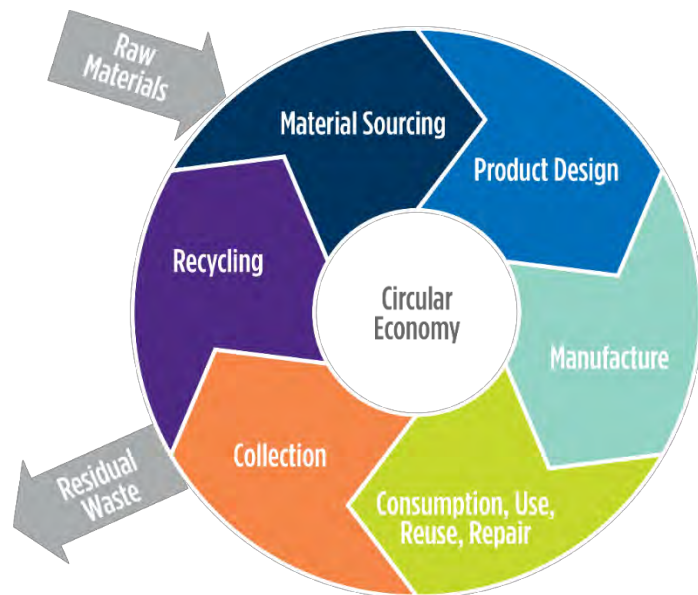 Raw
Materials
Material Sourcing
Product Design
Recycling
Circular
Economy
Manufacture
Collection
Consumption, Use,
Reuse, Repair
Residual
Waste